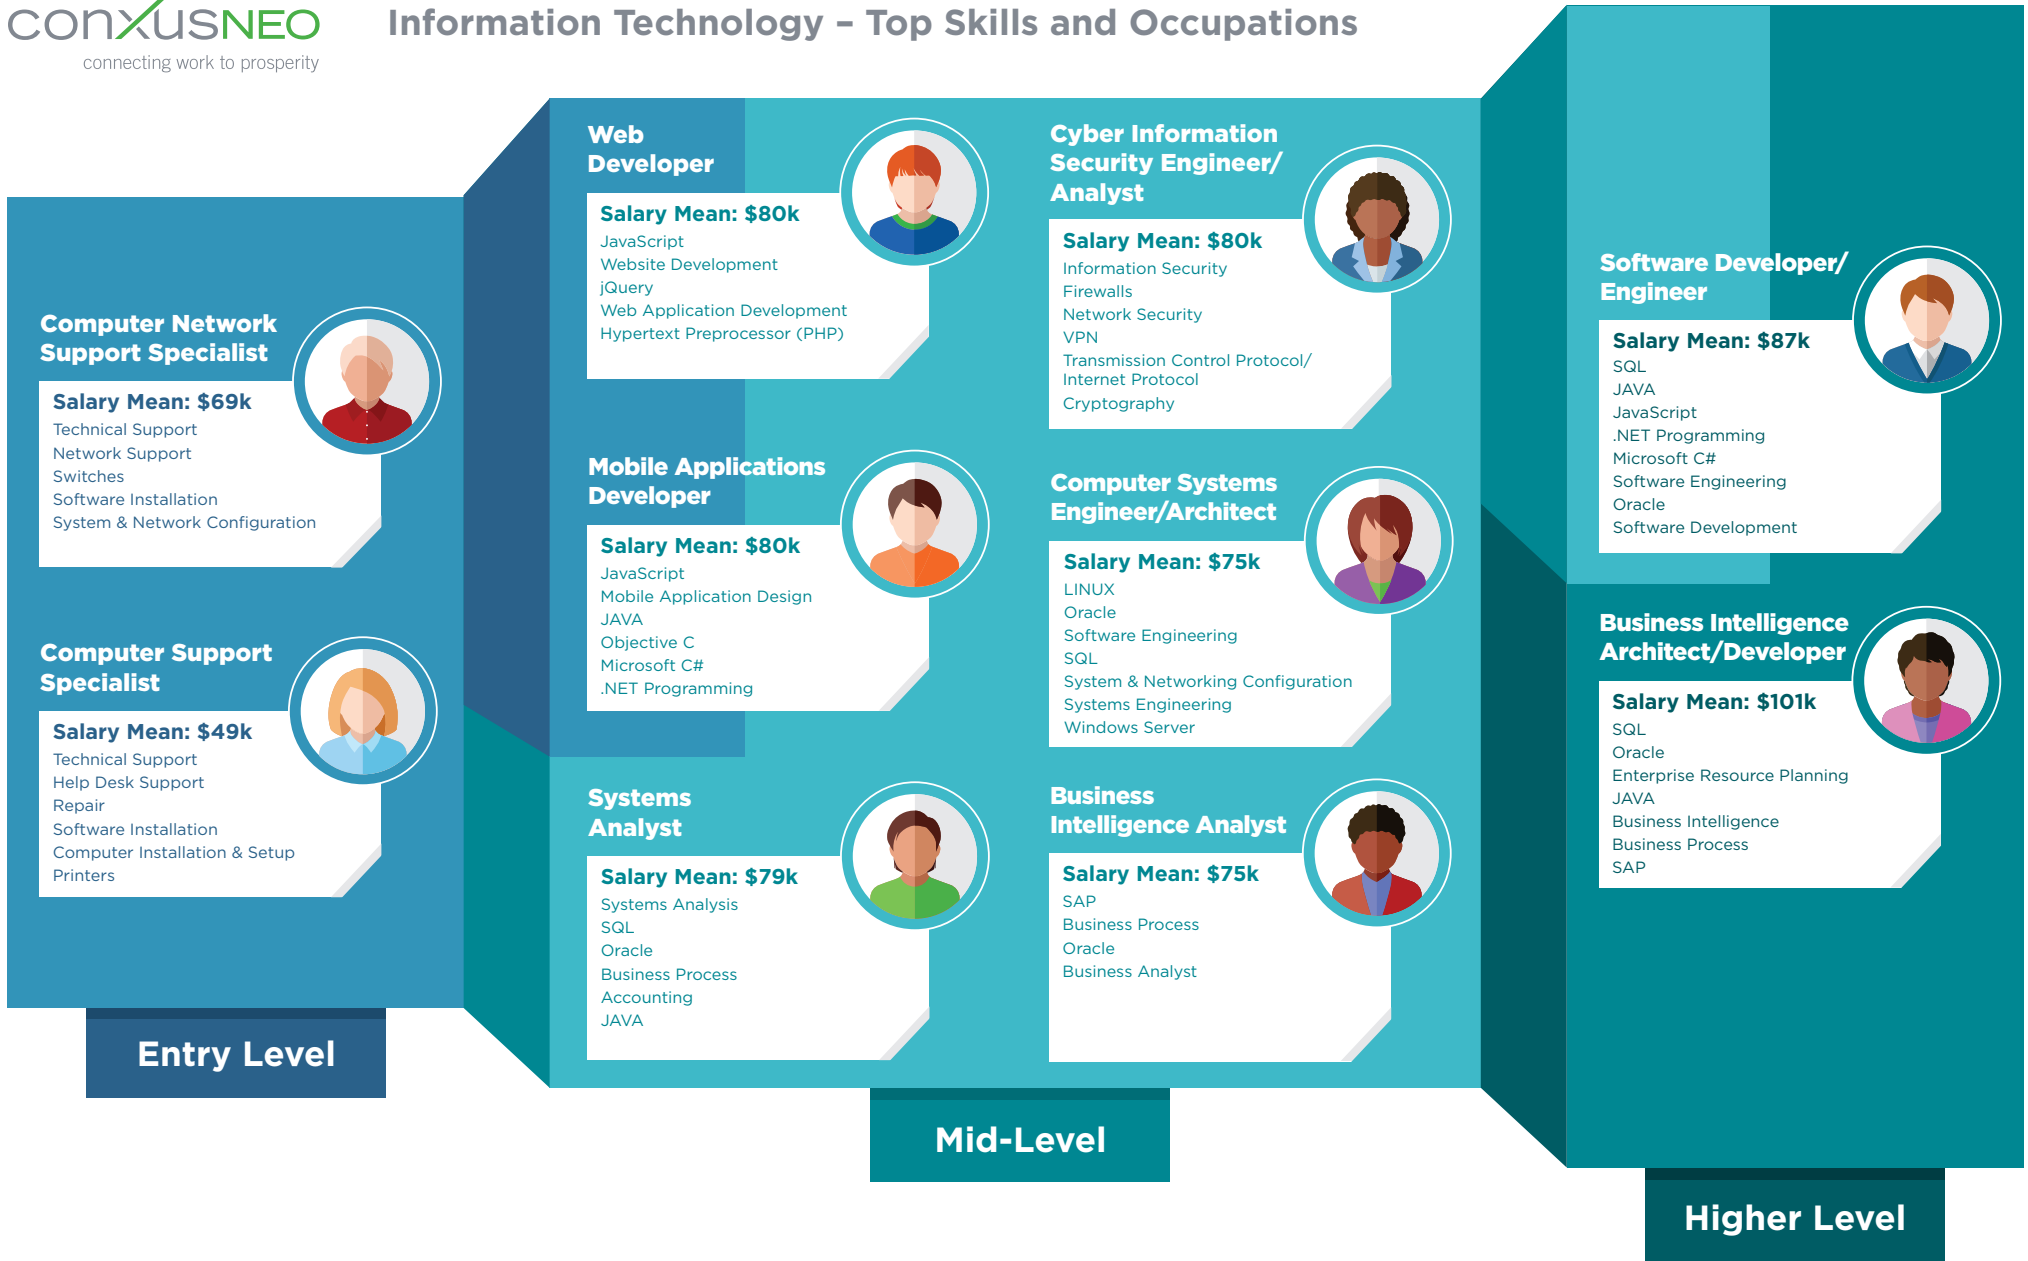 conxusNEO
connecting work to prosperity
Information Technology – Top Skills and Occupations
Computer Network
Support Specialist
Salary Mean: $69k
Technical Support
Network Support
Switches
Software Installation
System & Network Configuration
Computer Support
Specialist
Salary Mean: $49k
Technical Support
Help Desk Support
Repair
Software Installation
Computer Installation & Setup
Printers
Entry Level
Web
Developer
Salary Mean: $80k
JavaScript
Website Development
jQuery
Web Application Development
Hypertext Preprocessor (PHP)
Mobile Applications
Developer
Salary Mean: $80k
JavaScript
Mobile Application Design
JAVA
Objective C
Microsoft C#
.NET Programming
Systems
Analyst
Salary Mean: $79k
Systems Analysis
SQL
Oracle
Business Process
Accounting
JAVA
Cyber Information
Security Engineer/
Analyst
Salary Mean: $80k
Information Security
Firewalls
Network Security
VPN
Transmission Control Protocol/
Internet Protocol
Cryptography
Computer Systems
Engineer/Architect
Salary Mean: $75k
LINUX
Oracle
Software Engineering
SQL
System & Networking Configuration
Systems Engineering
Windows Server
Business
Intelligence Analyst
Salary Mean: $75k
SAP
Business Process
Oracle
Business Analyst
Mid-Level
Software Developer/
Engineer
Salary Mean: $87k
SQL
JAVA
JavaScript
.NET Programming
Microsoft C#
Software Engineering
Oracle
Software Development
Business Intelligence
Architect/Developer
Salary Mean: $101k
SQL
Oracle
Enterprise Resource Planning
JAVA
Business Intelligence
Business Process
SAP
Higher Level